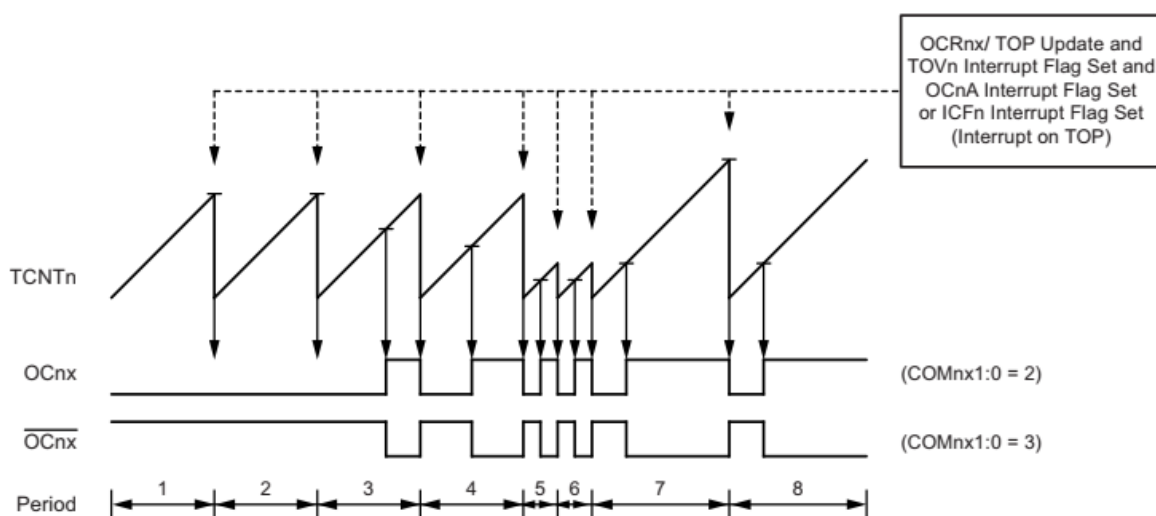 OCRnx/ TOP Update and
TOVn Interrupt Flag Set and
OCnA Interrupt Flag Set
or ICFn Interrupt Flag Set
(Interrupt on TOP)
TCNTn
OCnx
(COMnx1:0 = 2)
OCnx
(COMnx1:0 = 3)
Period
1 2 3 4 5 6 7 8